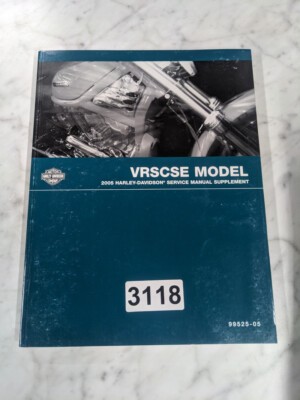 VRSCSE MODEL
2005 HARLEY-DAVIDSON® SERVICE MANUAL SUPPLEMENT
3118
99525-05